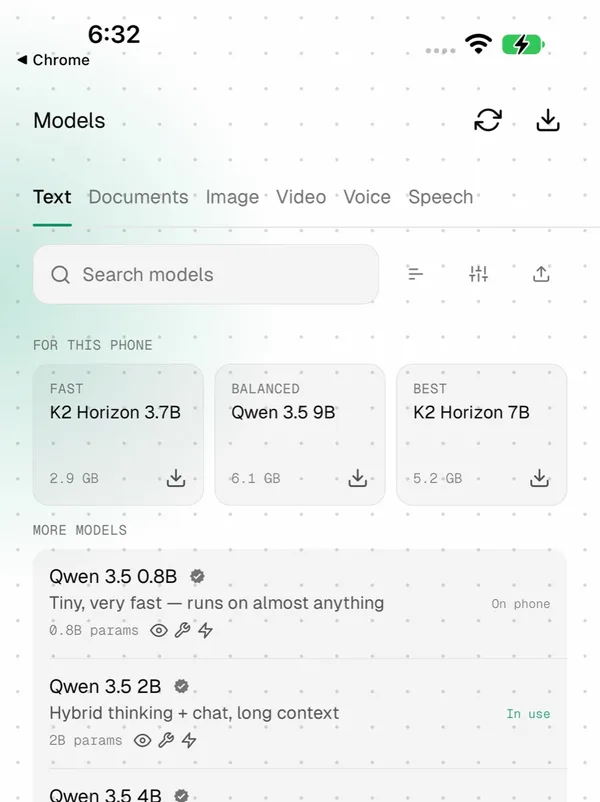 6:32
◀ Chrome
Models
Text Documents Image Video Voice Speech
Search models
FOR THIS PHONE
FAST
K2 Horizon 3.7B
2.9 GB
BALANCED
Qwen 3.5 9B
6.1 GB
BEST
K2 Horizon 7B
5.2 GB
MORE MODELS
Qwen 3.5 0.8B
Tiny, very fast — runs on almost anything
On phone
0.8B params
Qwen 3.5 2B
Hybrid thinking + chat, long context
In use
2B params
Qwen 3.5 4B